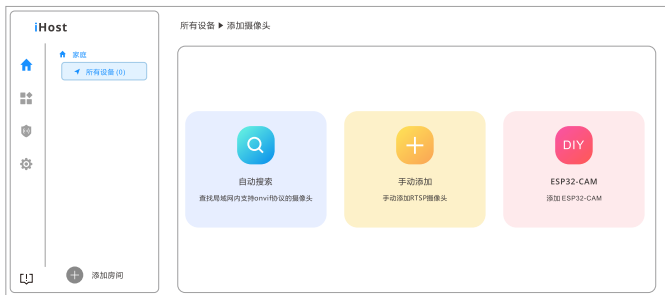 iHost
所有设备 ▶ 添加摄像头
家庭
所有设备 (0)
DIY
自动搜索
手动添加
ESP32-CAM
查找局域网内支持onvif协议的摄像头
手动添加RTSP摄像头
添加 ESP32-CAM
添加房间